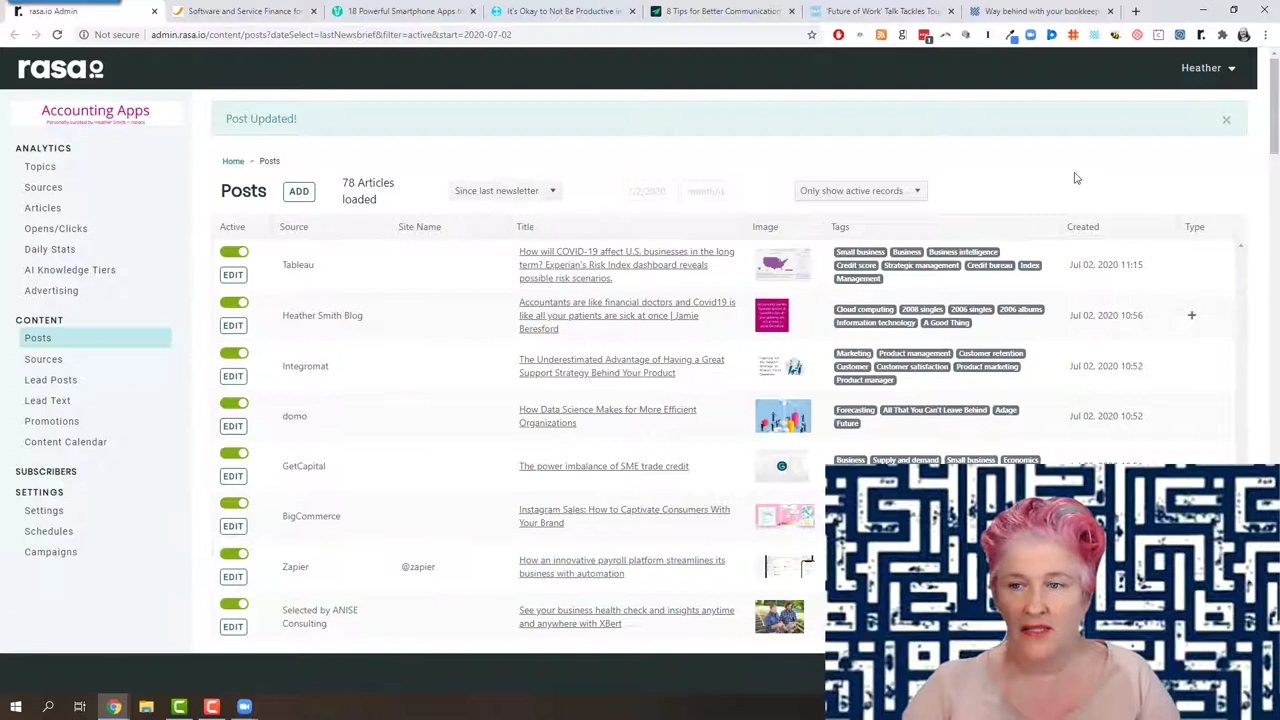 rasa.io Admin
Software and Service Finance fo
18 Powerful Smartphone Apps f
It's Okay to Not Be Productive in
8 Tips for Better Communication
'Future of Work' Talk Tackles Tou
Way behind with your bookkeep
Not secure
admin.rasa.io/content/posts?dateSelect=lastNewsbrief&filter=active&start=2020-07-02
rasa.io
Heather
Accounting Apps
Post Updated!
ANALYTICS
Topics
Sources
Articles
Opens/Clicks
Daily Stats
AI Knowledge Tiers
Advertising
CONTENT
Posts
Sources
Lead Posts
Lead Text
Promotions
Content Calendar
SUBSCRIBERS
SETTINGS
Settings
Schedules
Campaigns
Home
Posts
Posts
ADD
78 Articles
loaded
Since last newsletter
Only show active records
Active
Source
Site Name
Title
Image
Tags
Created
Type
EDIT
Tableau
How will COVID-19 affect U.S. businesses in the long
term? Experian's Risk Index dashboard reveals
possible risk scenarios.
Small business Business Business intelligence
Credit score Strategic management Credit bureau Index
Management
Jul 02, 2020 11:15
EDIT
Heather Smith Blog
Accountants are like financial doctors and Covid19 is
like all your patients are sick at once | Jamie
Beresford
Cloud computing 2008 singles 2006 singles 2006 albums
Information technology A Good Thing
Jul 02, 2020 10:56
+
EDIT
Integromat
The Underestimated Advantage of Having a Great
Support Strategy Behind Your Product
Marketing Product management Customer retention
Customer Customer satisfaction Product marketing
Product manager
Jul 02, 2020 10:52
EDIT
domo
How Data Science Makes for More Efficient
Organizations
Forecasting All That You Can't Leave Behind Adage
Future
Jul 02, 2020 10:52
EDIT
GetCapital
The power imbalance of SME trade credit
Business Supply and demand Small business Economics
EDIT
BigCommerce
Instagram Sales: How to Captivate Consumers With
Your Brand
EDIT
Zapier
@zapier
How an innovative payroll platform streamlines its
business with automation
EDIT
Selected by ANISE
Consulting
See your business health check and insights anytime
and anywhere with XBert
EDIT